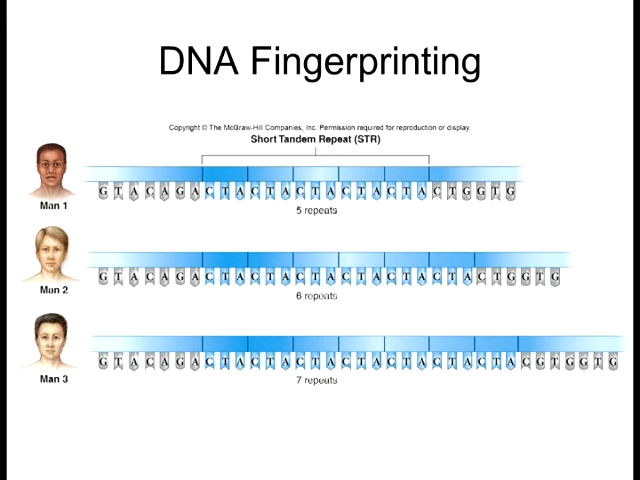 DNA Fingerprinting
Copyright © The McGraw-Hill Companies, Inc. Permission required for reproduction or display.
Short Tandem Repeat (STR)
G T A C A G A C T A C T A C T A C T A C T A C T G G T G
Man 1
5 repeats
G T A C A G A C T A C T A C T A C T A C T A C T A C T G G T G
Man 2
6 repeats
G T A C A G A C T A C T A C T A C T A C T A C T A C T A C G T G G T G
Man 3
7 repeats